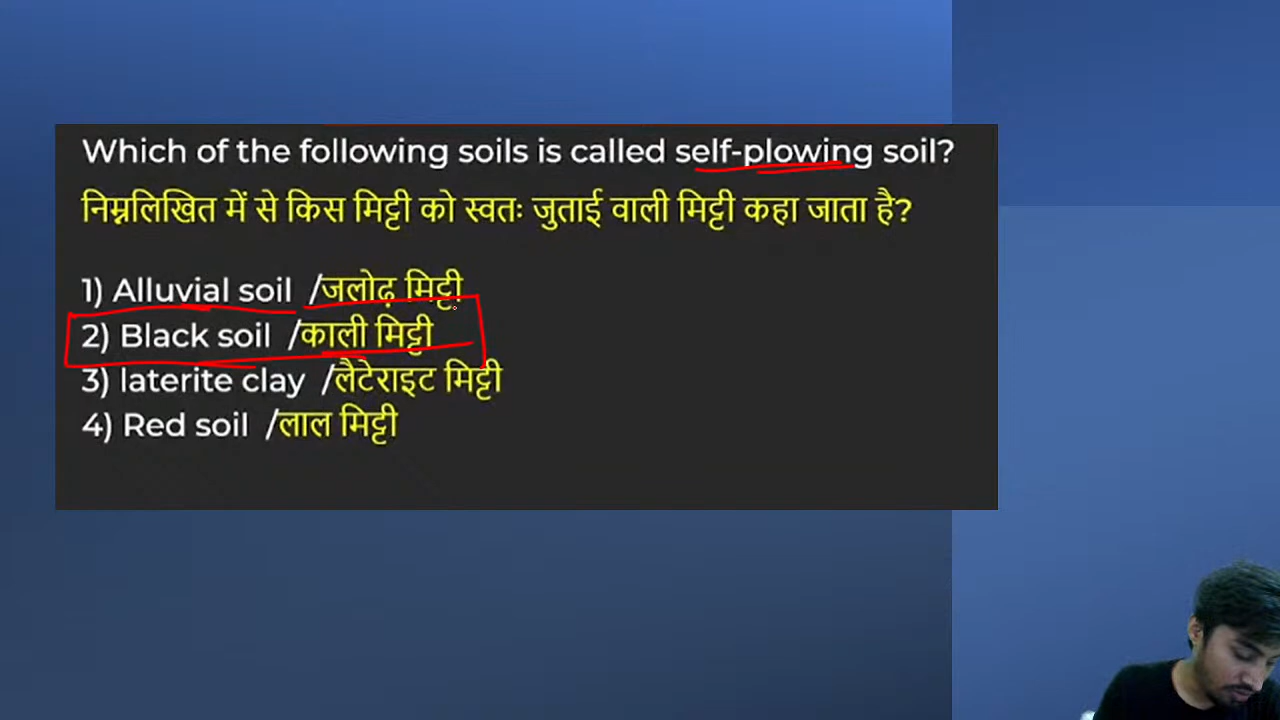 Which of the following soils is called self-plowing soil?
निम्नलिखित में से किस मिट्टी को स्वतः जुताई वाली मिट्टी कहा जाता है?
1) Alluvial soil /जलोढ़ मिट्टी
2) Black soil /काली मिट्टी
3) laterite clay /लैटेराइट मिट्टी
4) Red soil /लाल मिट्टी